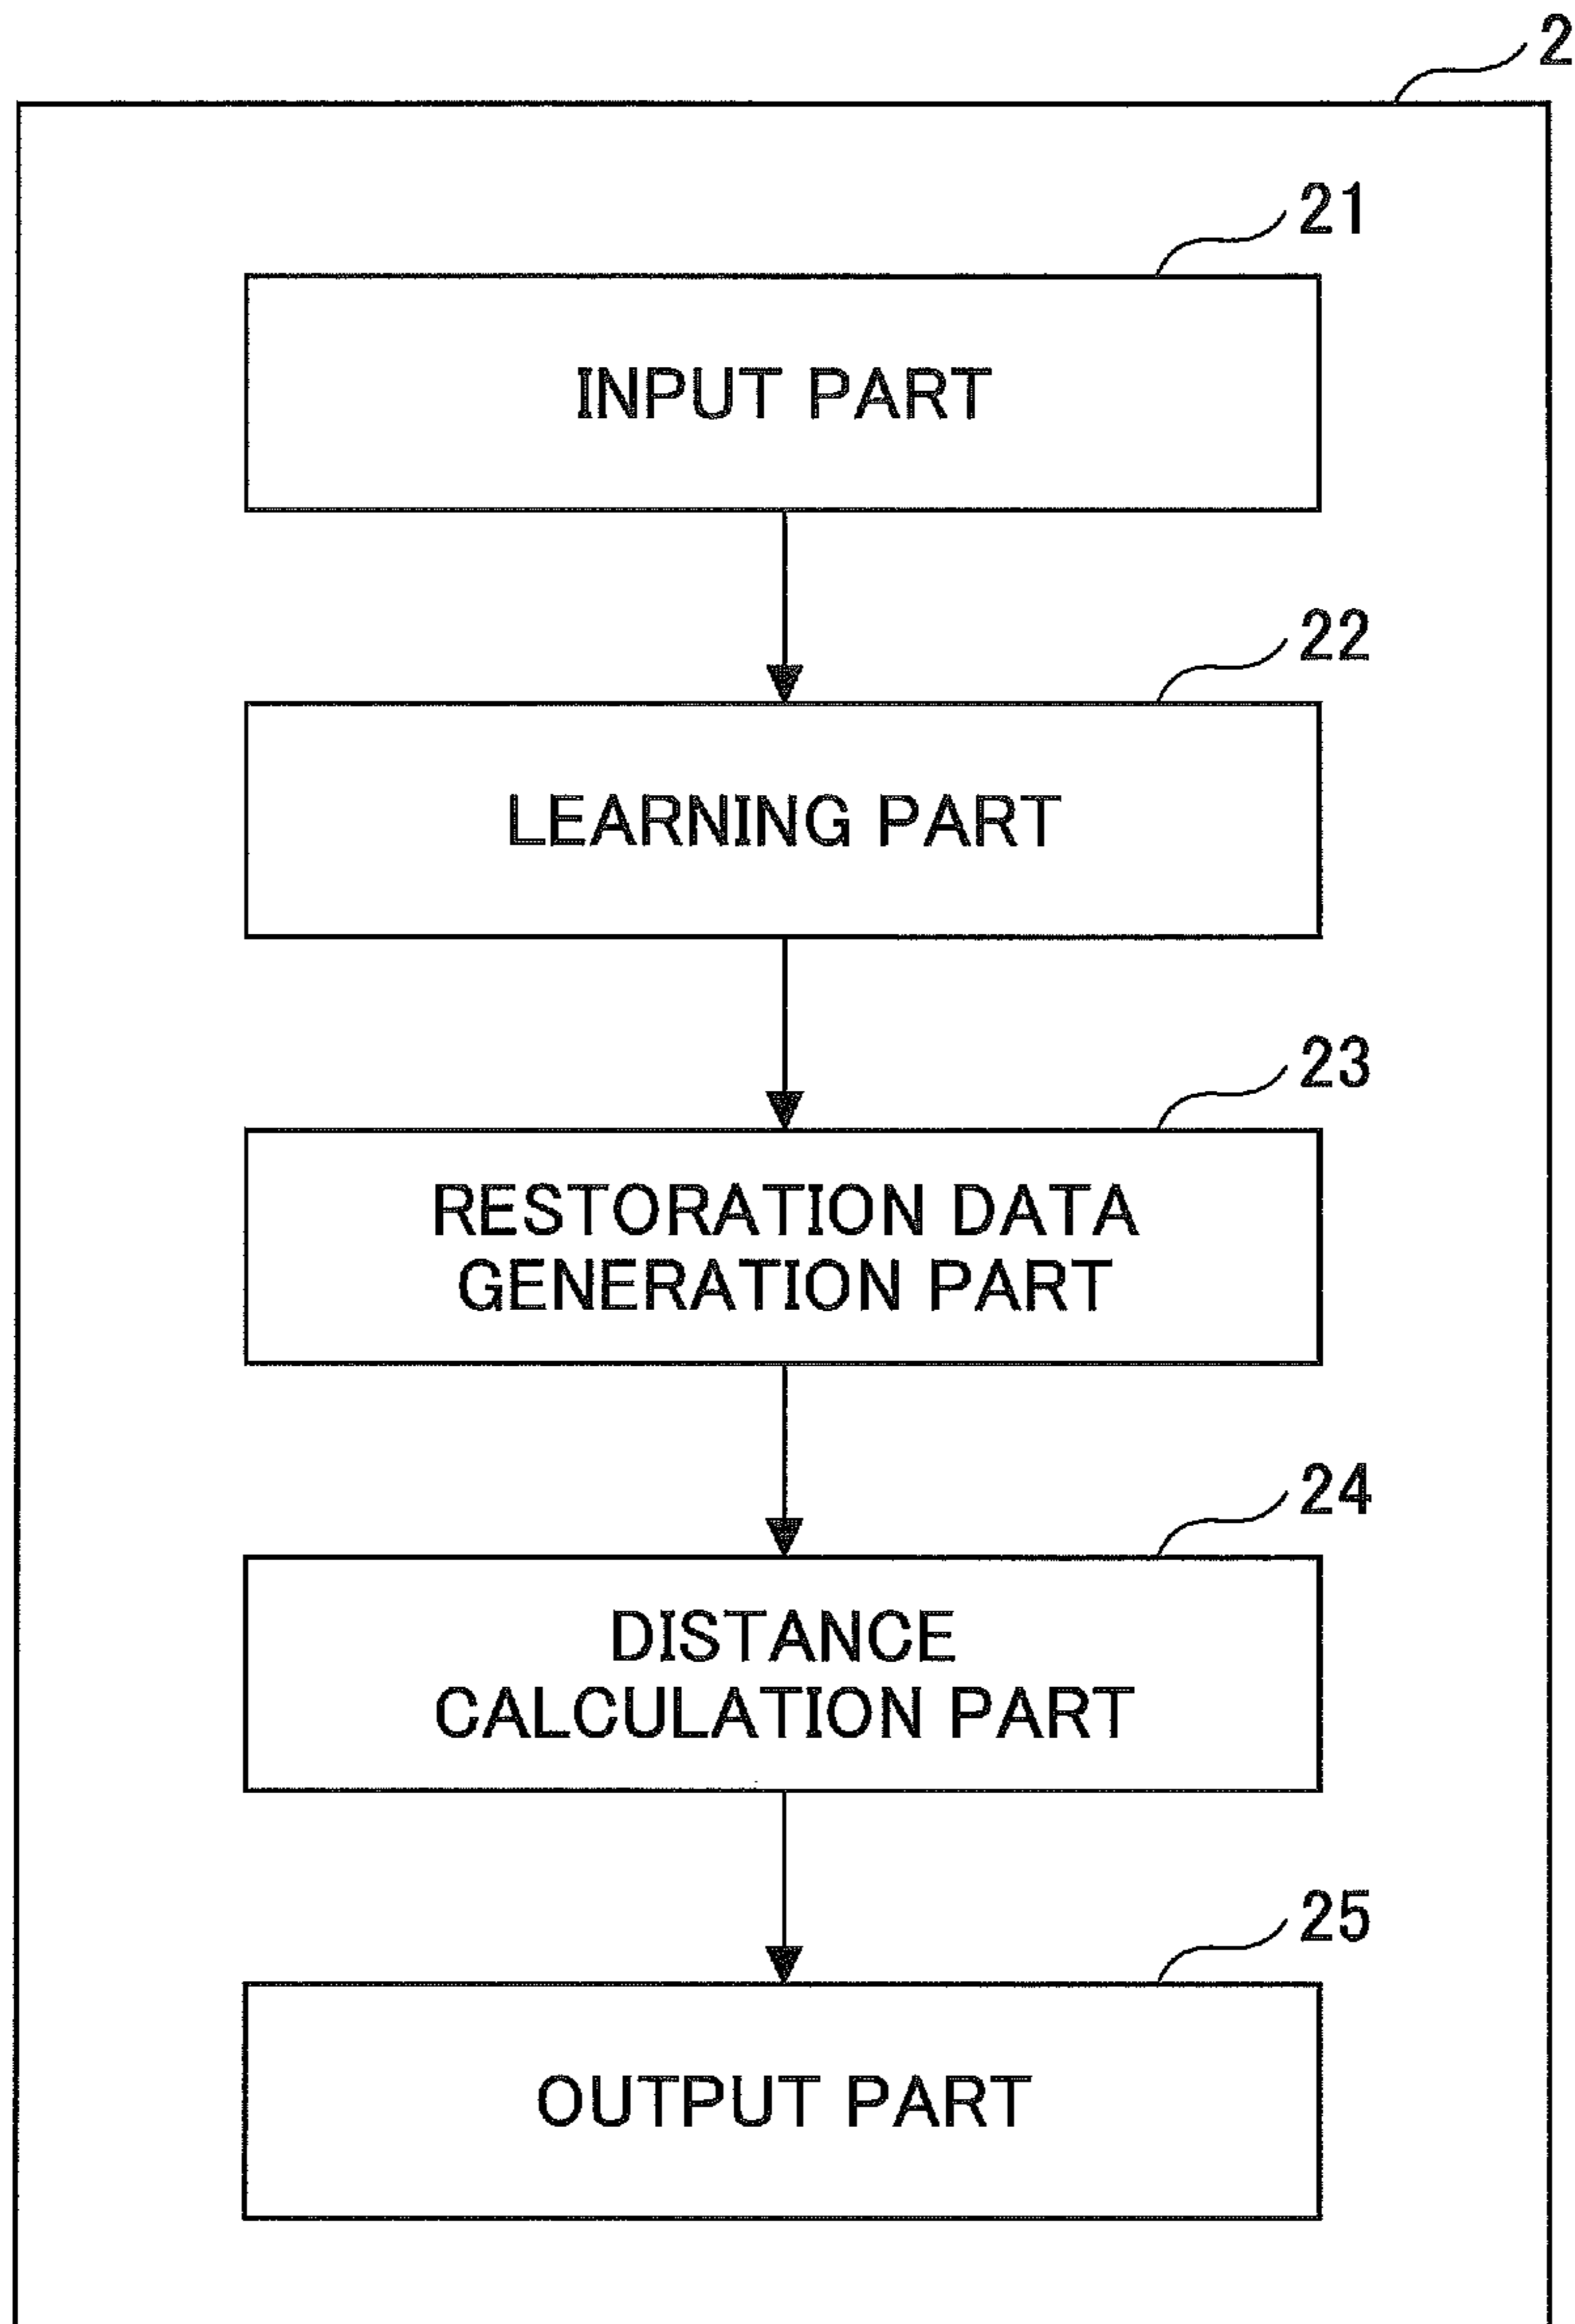 2
21
INPUT PART
22
LEARNING PART
23
RESTORATION DATA
GENERATION PART
24
DISTANCE
CALCULATION PART
25
OUTPUT PART